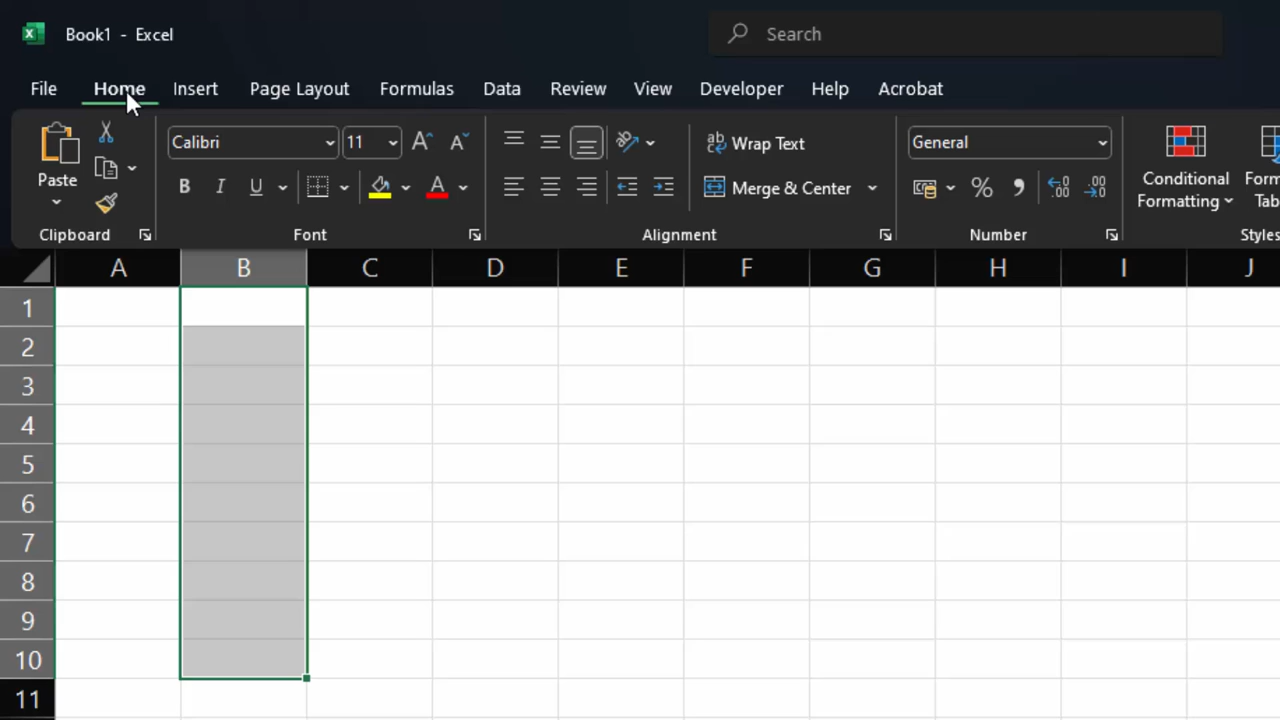 Book1 - Excel
Search
File Home Insert Page Layout Formulas Data Review View Developer Help Acrobat
Calibri 11 Wrap Text General
Paste B I U A Merge & Center % Conditional
Formatting
Clipboard Font Alignment Number Styles
A B C D E F G H I J
1
2
3
4
5
6
7
8
9
10
11